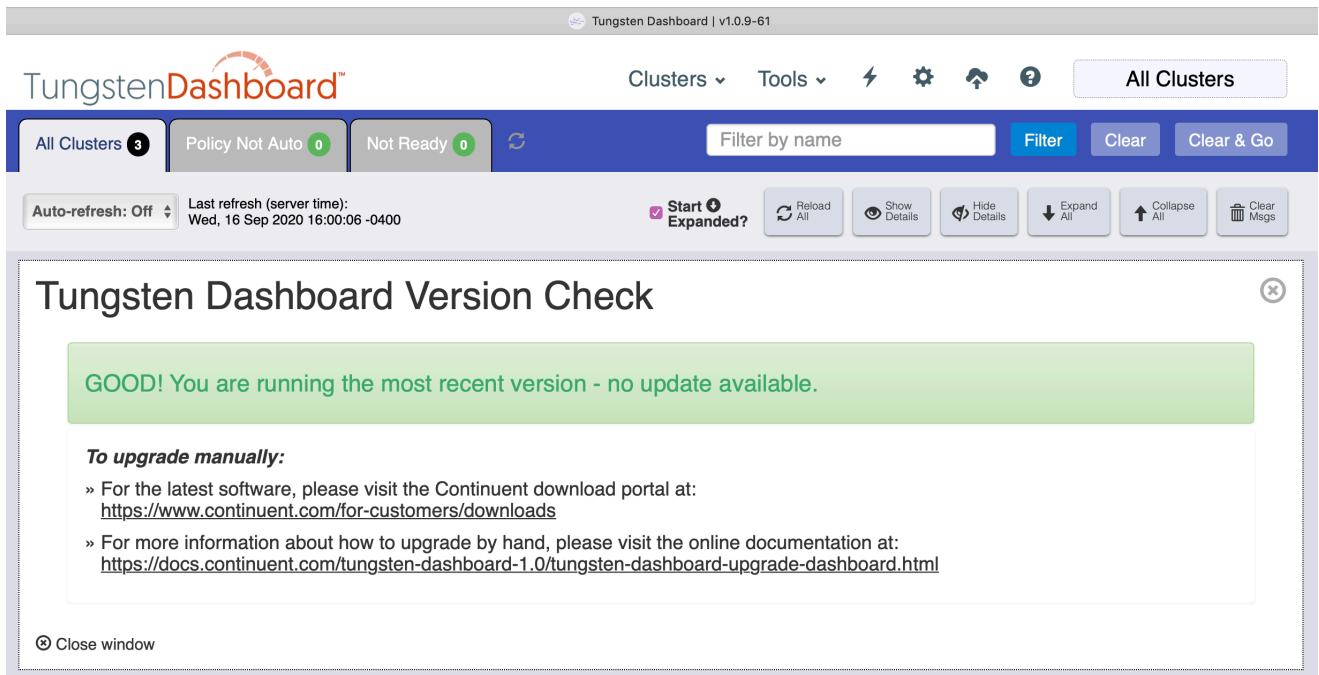 Tungsten Dashboard | v1.0.9-61
TungstenDashboard™
Clusters
Tools
All Clusters
All Clusters 3
Policy Not Auto 0
Not Ready 0
Filter by name
Filter
Clear
Clear & Go
Auto-refresh: Off
Last refresh (server time):
Wed, 16 Sep 2020 16:00:06 -0400
Start
Expanded?
Reload
All
Show
Details
Hide
Details
Expand
All
Collapse
All
Clear
Msgs
Tungsten Dashboard Version Check
GOOD! You are running the most recent version - no update available.
To upgrade manually:
» For the latest software, please visit the Continuent download portal at:
https://www.continuent.com/for-customers/downloads
» For more information about how to upgrade by hand, please visit the online documentation at:
https://docs.continuent.com/tungsten-dashboard-1.0/tungsten-dashboard-upgrade-dashboard.html
Close window